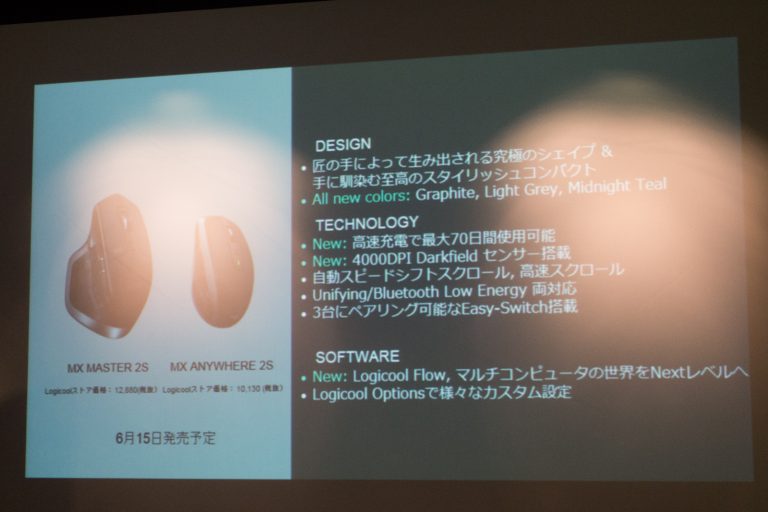 MX MASTER 2S
Logicoolストア価格：12,880(税抜)
MX ANYWHERE 2S
Logicoolストア価格：10,130 (税抜)
6月15日発売予定
DESIGN
• 匠の手によって生み出される究極のシェイプ &
手に馴染む至高のスタイリッシュコンパクト
• All new colors: Graphite, Light Grey, Midnight Teal
TECHNOLOGY
• New: 高速充電で最大70日間使用可能
• New: 4000DPI Darkfield センサー搭載
• 自動スピードシフトスクロール, 高速スクロール
• Unifying/Bluetooth Low Energy 両対応
• 3台にペアリング可能なEasy-Switch搭載
SOFTWARE
• New: Logicool Flow, マルチコンピュータの世界をNextレベルへ
• Logicool Optionsで様々なカスタム設定